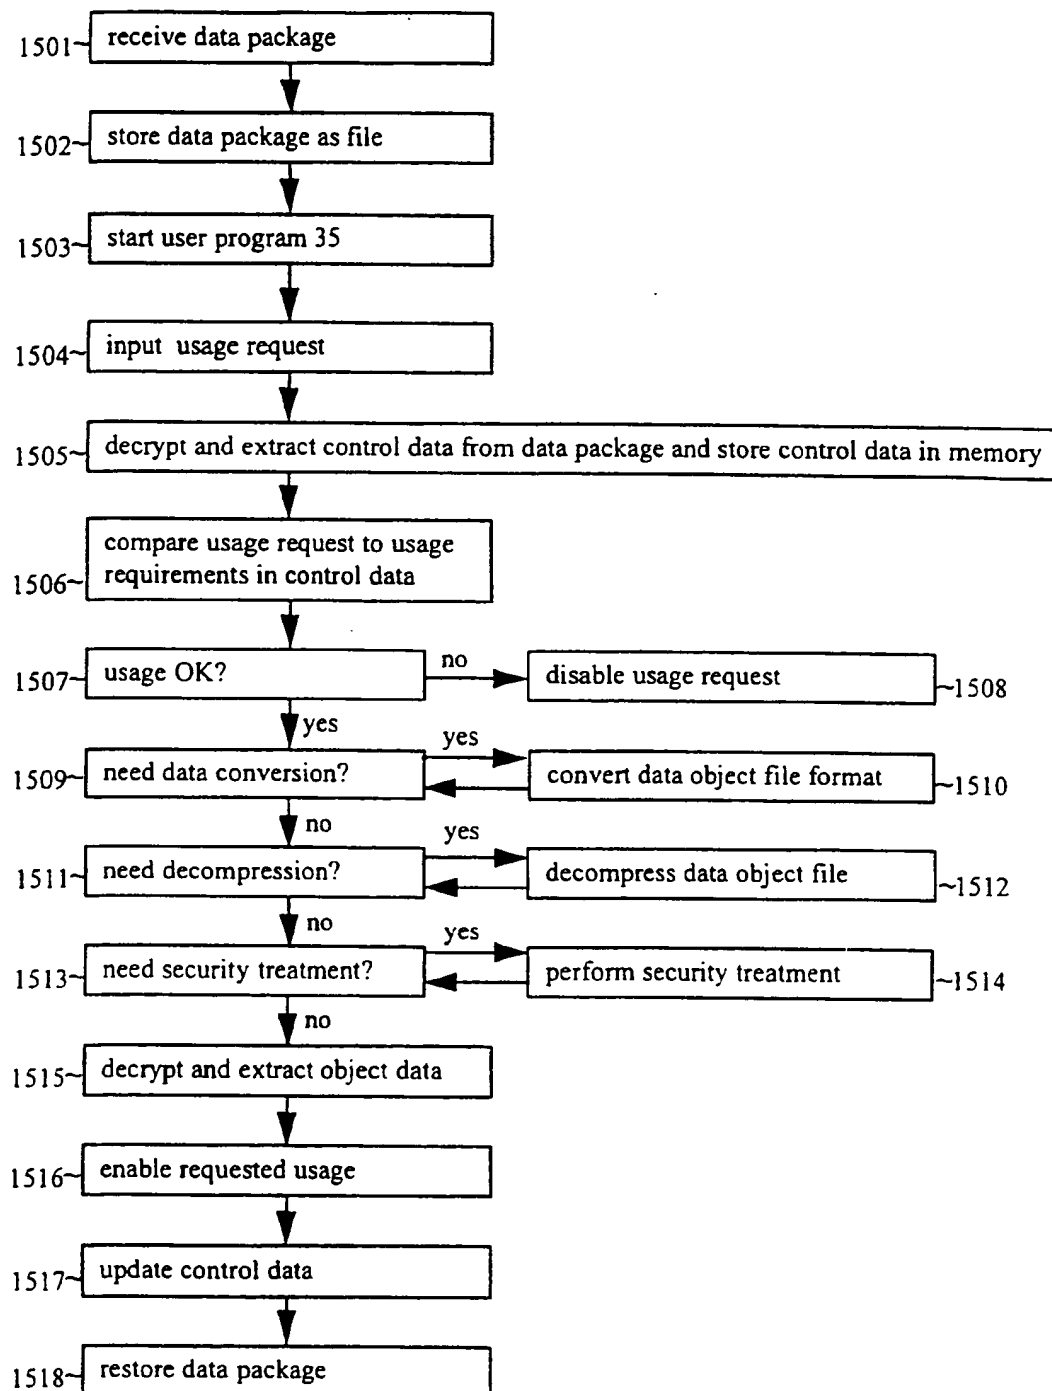 1501~ receive data package
1502~ store data package as file
1503~ start user program 35
1504~ input usage request
1505~ decrypt and extract control data from data package and store control data in memory
compare usage request to usage
1506~ requirements in control data
1507~ usage OK? no disable usage request ~1508
yes yes
1509~ need data conversion? convert data object file format ~1510
no yes
1511~ need decompression? decompress data object file ~1512
no yes
1513~ need security treatment? perform security treatment ~1514
no
1515~ decrypt and extract object data
1516~ enable requested usage
1517~ update control data
1518~ restore data package